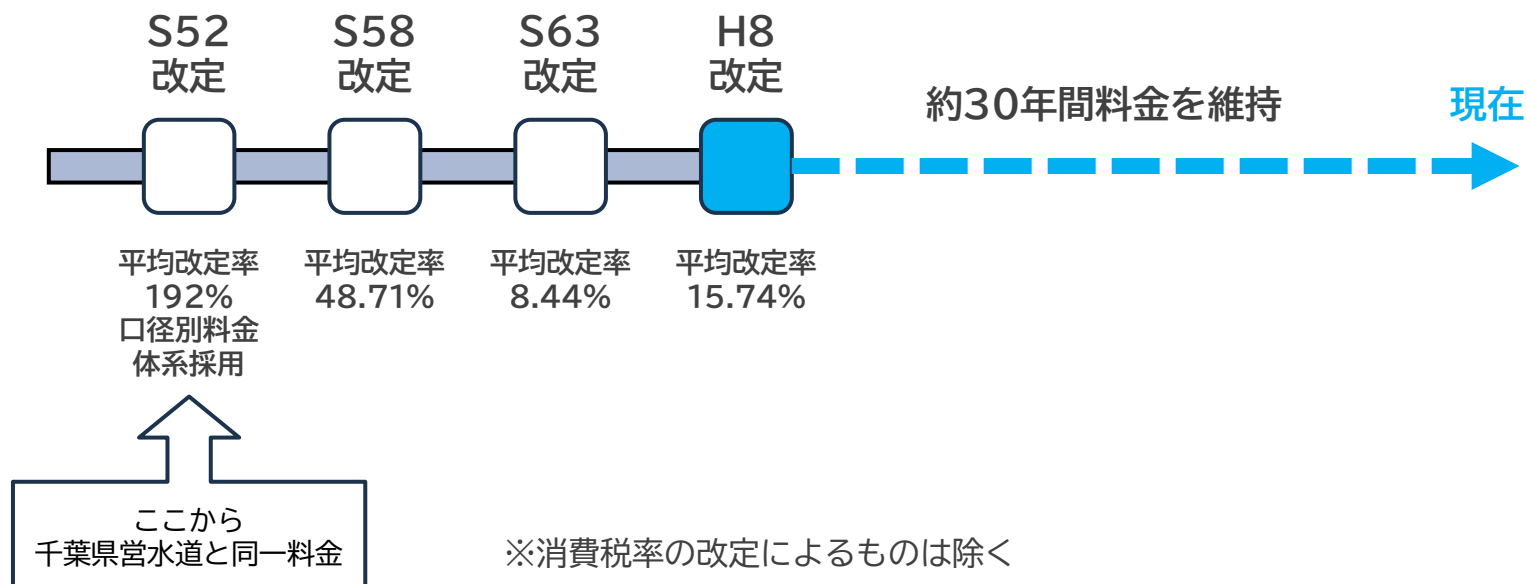 S52
改定
S58
改定
S63
改定
H8
改定
約30年間料金を維持
現在
平均改定率
192%
口径別料金
体系採用
平均改定率
48.71%
平均改定率
8.44%
平均改定率
15.74%
ここから
千葉県営水道と同一料金
※消費税率の改定によるものは除く